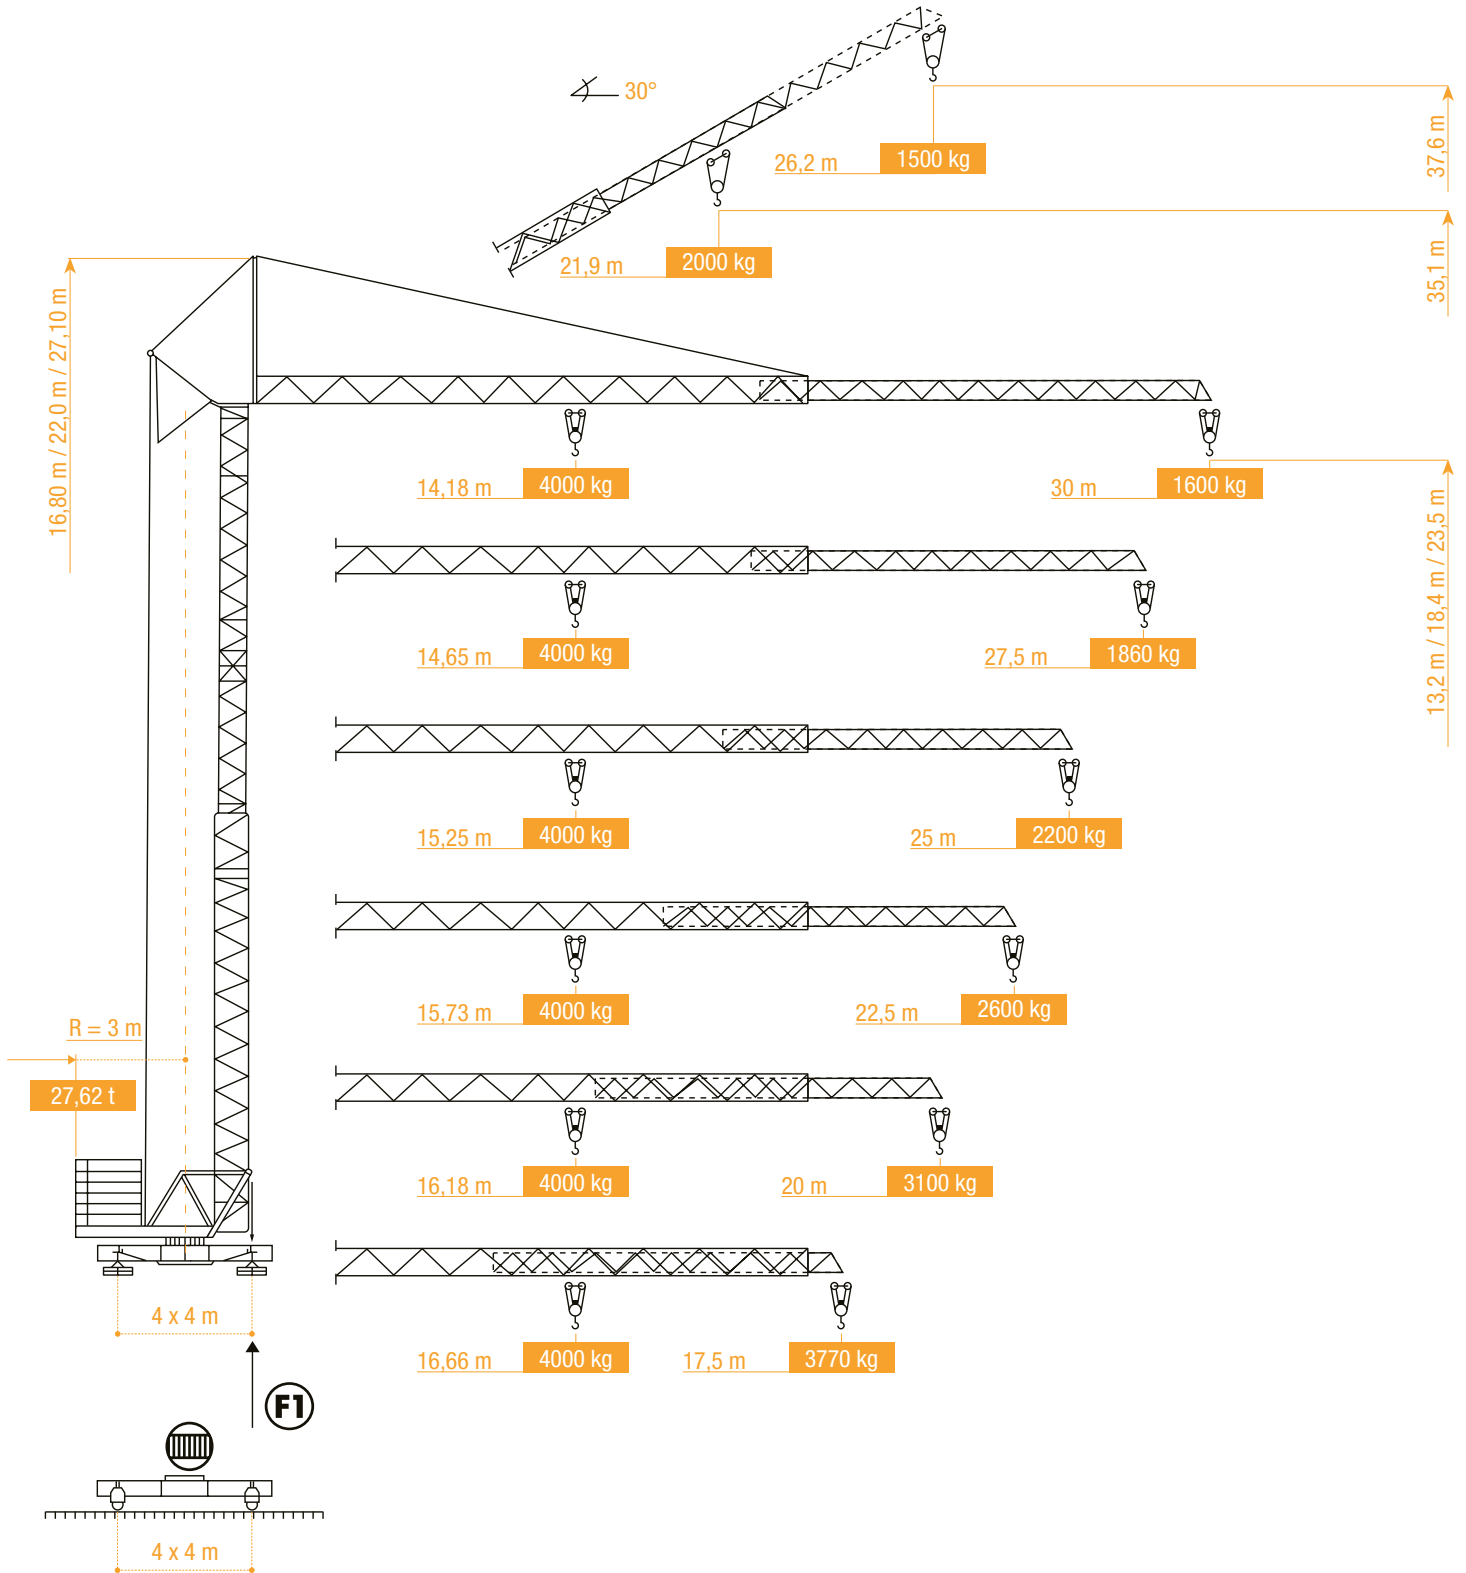 30°
37,6 m
26,2 m 1500 kg
35,1 m
21,9 m 2000 kg
16,80 m / 22,0 m / 27,10 m
14,18 m 4000 kg 30 m 1600 kg
13,2 m / 18,4 m / 23,5 m
14,65 m 4000 kg 27,5 m 1860 kg
15,25 m 4000 kg 25 m 2200 kg
15,73 m 4000 kg 22,5 m 2600 kg
R = 3 m
27,62 t
16,18 m 4000 kg 20 m 3100 kg
4 x 4 m
16,66 m 4000 kg 17,5 m 3770 kg
F1
4 x 4 m